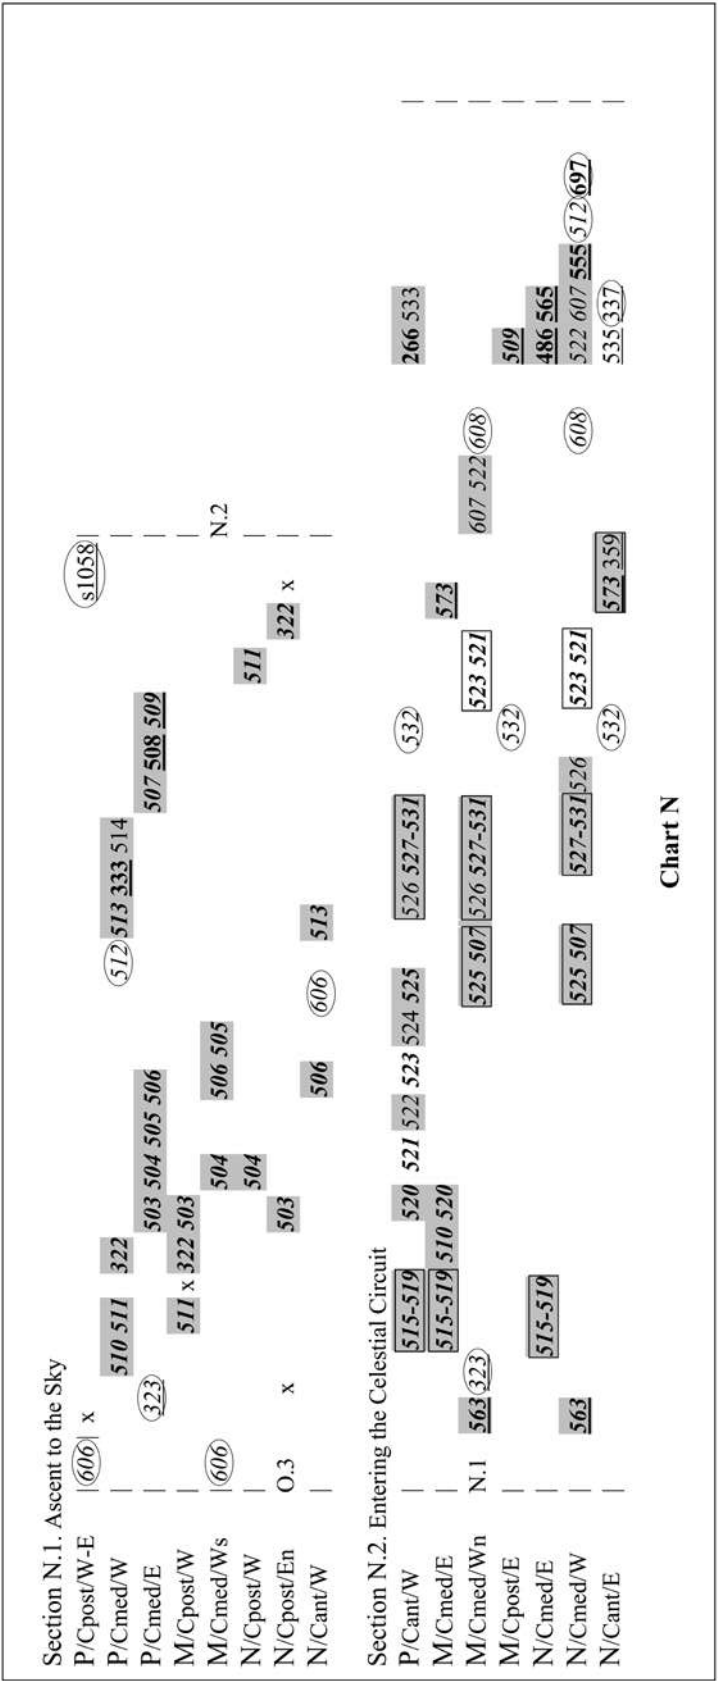 Section N.1. Ascent to the Sky
P/Cpost/W-E | 606 | x s1058 |
P/Cmed/W | 510 511 322 512 513 333 514 |
P/Cmed/E | 323 503 504 505 506 507 508 509 |
M/Cpost/W | 511 x 322 503 |
M/Cmed/Ws | 606 504 506 505 N.2
N/Cpost/W | 504 511 |
N/Cpost/En O.3 x 503 322 x |
N/Cant/W | 506 606 513 |
Section N.2. Entering the Celestial Circuit
P/Cant/W | 515-519 520 521 522 523 524 525 526 527-531 532 266 533 |
M/Cmed/E | 515-519 510 520 573 |
M/Cmed/Wn N.1 563 323 525 507 526 527-531 523 521 607 522 608 |
M/Cpost/E | 532 509 |
N/Cmed/E | 515-519 486 565 |
N/Cmed/W | 563 525 507 527-531 526 523 521 608 522 607 555 512 697 |
N/Cant/E | 532 573 359 535 337 |
Chart N